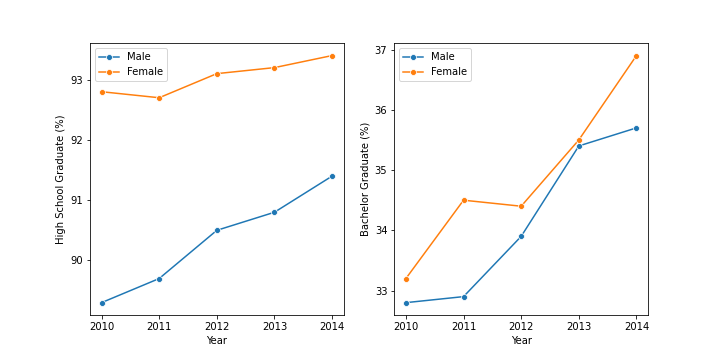 Male
Female
High School Graduate (%)
93
92
91
90
2010 2011 2012 2013 2014
Year
Male
Female
Bachelor Graduate (%)
37
36
35
34
33
2010 2011 2012 2013 2014
Year